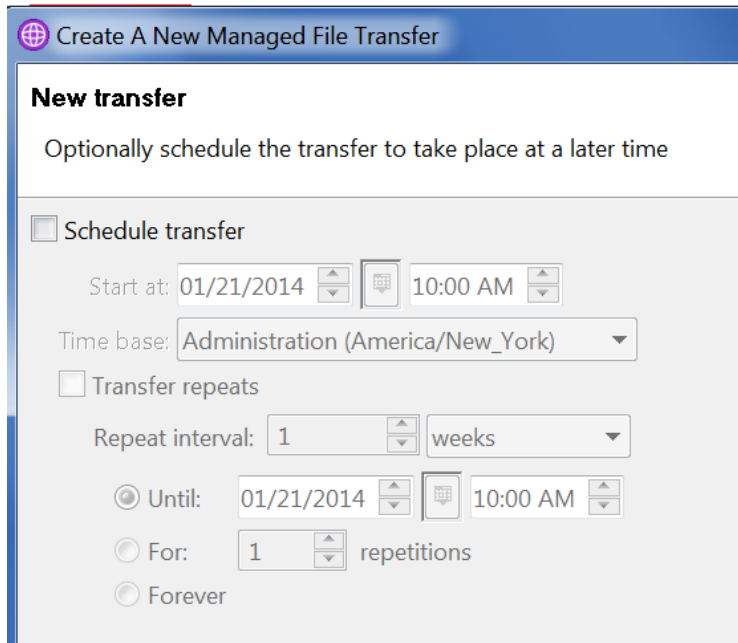 Create A New Managed File Transfer
New transfer
Optionally schedule the transfer to take place at a later time
Schedule transfer
Start at: 01/21/2014 10:00 AM
Time base: Administration (America/New_York)
Transfer repeats
Repeat interval: 1 weeks
Until: 01/21/2014 10:00 AM
For: 1 repetitions
Forever